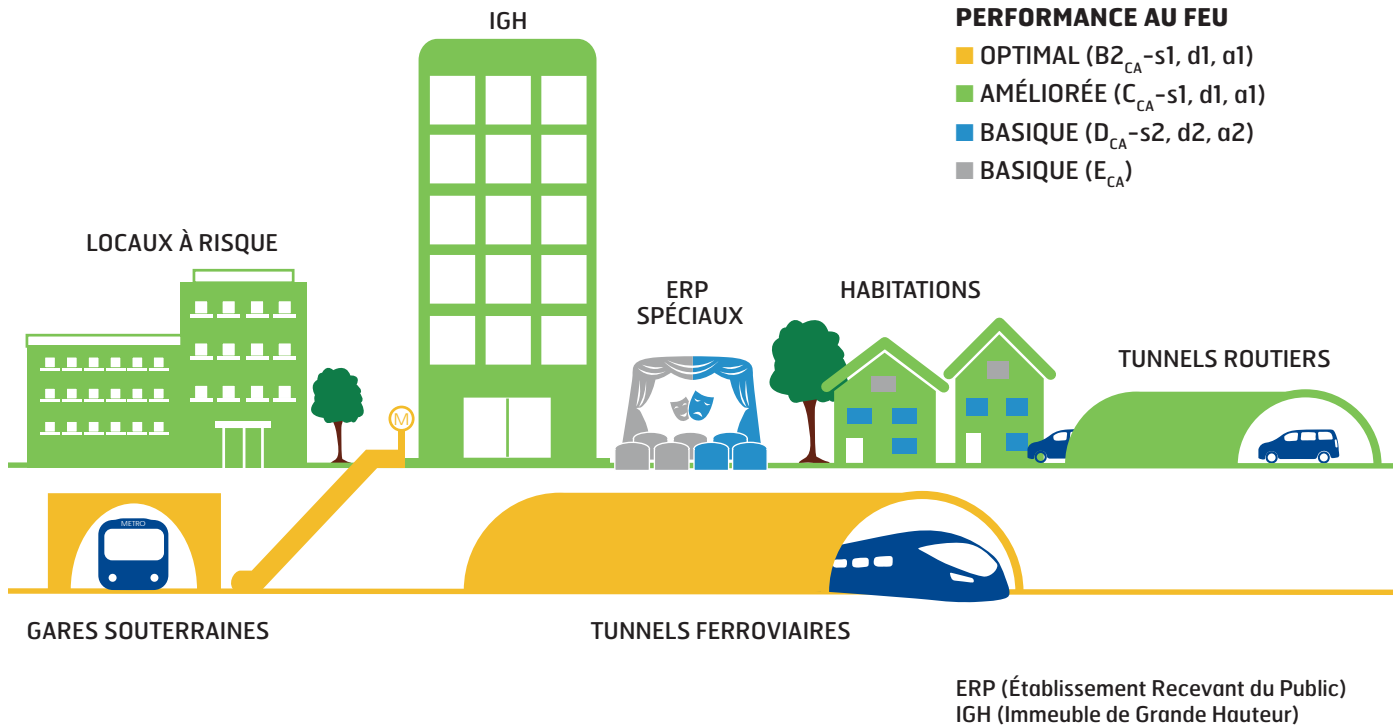 IGH
PERFORMANCE AU FEU
OPTIMAL (B2CA-s1, d1, a1)
AMÉLIORÉE (CCA-s1, d1, a1)
BASIQUE (DCA-s2, d2, a2)
BASIQUE (ECA)
LOCAUX À RISQUE
ERP
SPÉCIAUX
HABITATIONS
TUNNELS ROUTIERS
M
METRO
GARES SOUTERRAINES
TUNNELS FERROVIAIRES
ERP (Établissement Recevant du Public)
IGH (Immeuble de Grande Hauteur)